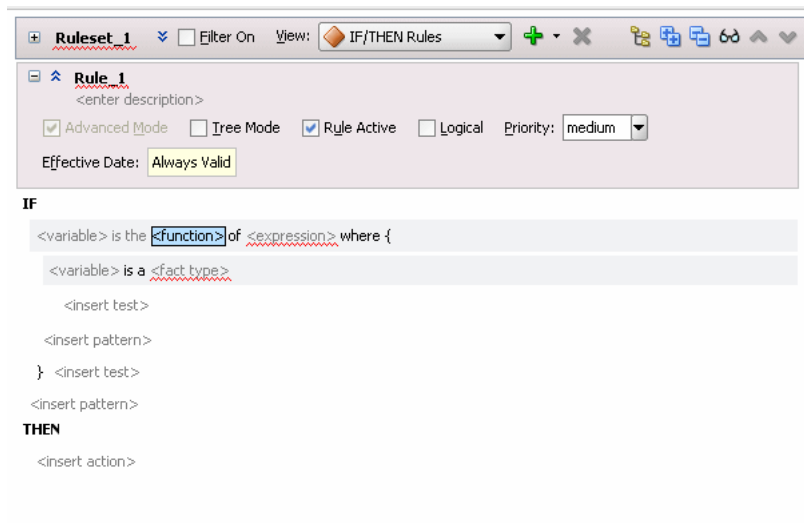 Ruleset_1 Filter On View: IF/THEN Rules
Rule_1
<enter description>
Advanced Mode Tree Mode Rule Active Logical Priority: medium
Effective Date: Always Valid
IF
<variable> is the <function> of <expression> where {
<variable> is a <fact type>
<insert test>
<insert pattern>
} <insert test>
<insert pattern>
THEN
<insert action>